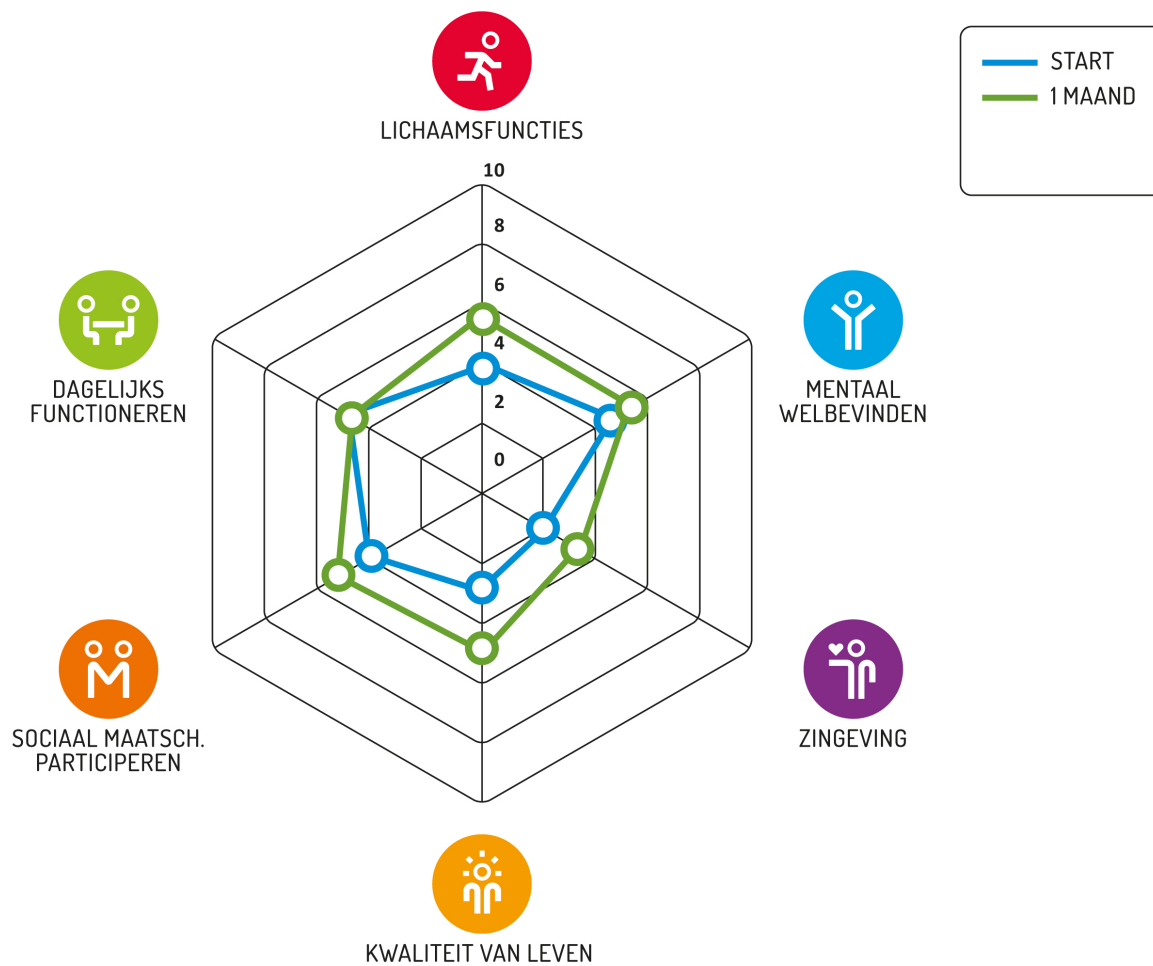 START
1 MAAND
LICHAAMSFUNCTIES
10
8
6
4
2
0
DAGELIJKS
FUNCTIONEREN
MENTAAL
WELBEVINDEN
SOCIAAL MAATSCH.
PARTICIPEREN
ZINGEVING
KWALITEIT VAN LEVEN